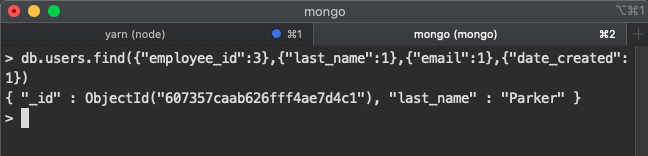 mongo
⌥⌘1
yarn (node)
⌘1
mongo (mongo)
⌘2
> db.users.find({"employee_id":3},{"last_name":1},{"email":1},{"date_created":
1})
{ "_id" : ObjectId("607357caab626fff4ae7d4c1"), "last_name" : "Parker" }
>